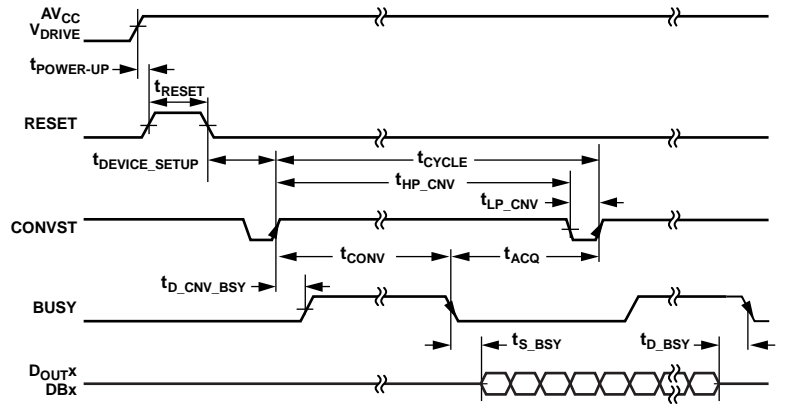 AVCC
VDRIVE
tPOWER-UP
tRESET
RESET
tDEVICE_SETUP
tCYCLE
tHP_CNV
tLP_CNV
CONVST
tCONV
tACQ
tD_CNV_BSY
BUSY
tS_BSY
tD_BSY
DOUTx
DBx